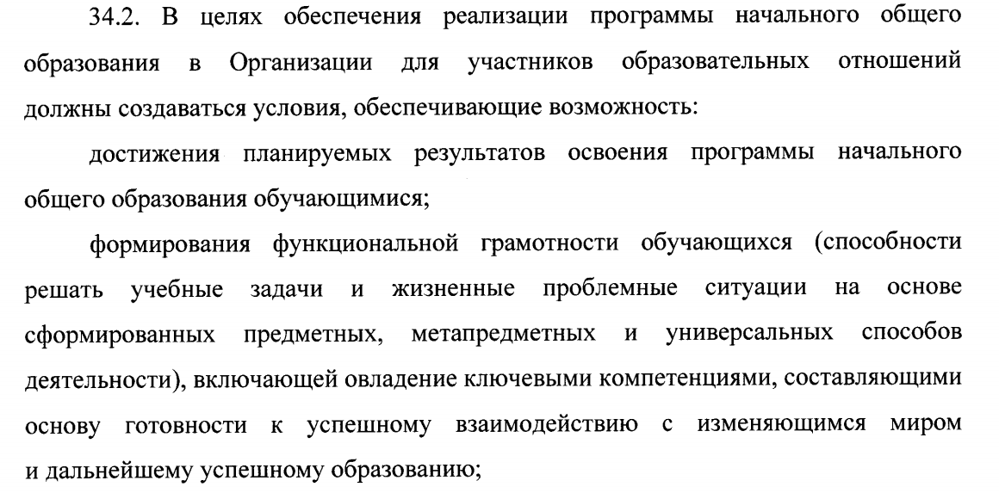 34.2. В целях обеспечения реализации программы начального общего
образования в Организации для участников образовательных отношений
должны создаваться условия, обеспечивающие возможность:
достижения планируемых результатов освоения программы начального
общего образования обучающимися;
формирования функциональной грамотности обучающихся (способности
решать учебные задачи и жизненные проблемные ситуации на основе
сформированных предметных, метапредметных и универсальных способов
деятельности), включающей овладение ключевыми компетенциями, составляющими
основу готовности к успешному взаимодействию с изменяющимся миром
и дальнейшему успешному образованию;